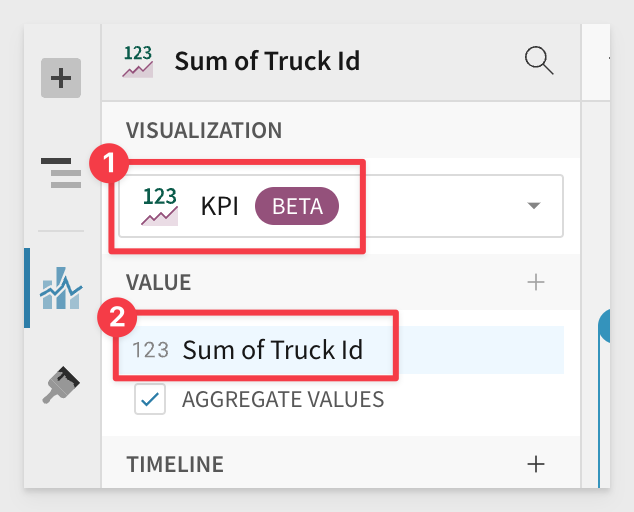 123 Sum of Truck Id
VISUALIZATION
1
123 KPI BETA
VALUE
2
123 Sum of Truck Id
AGGREGATE VALUES
TIMELINE